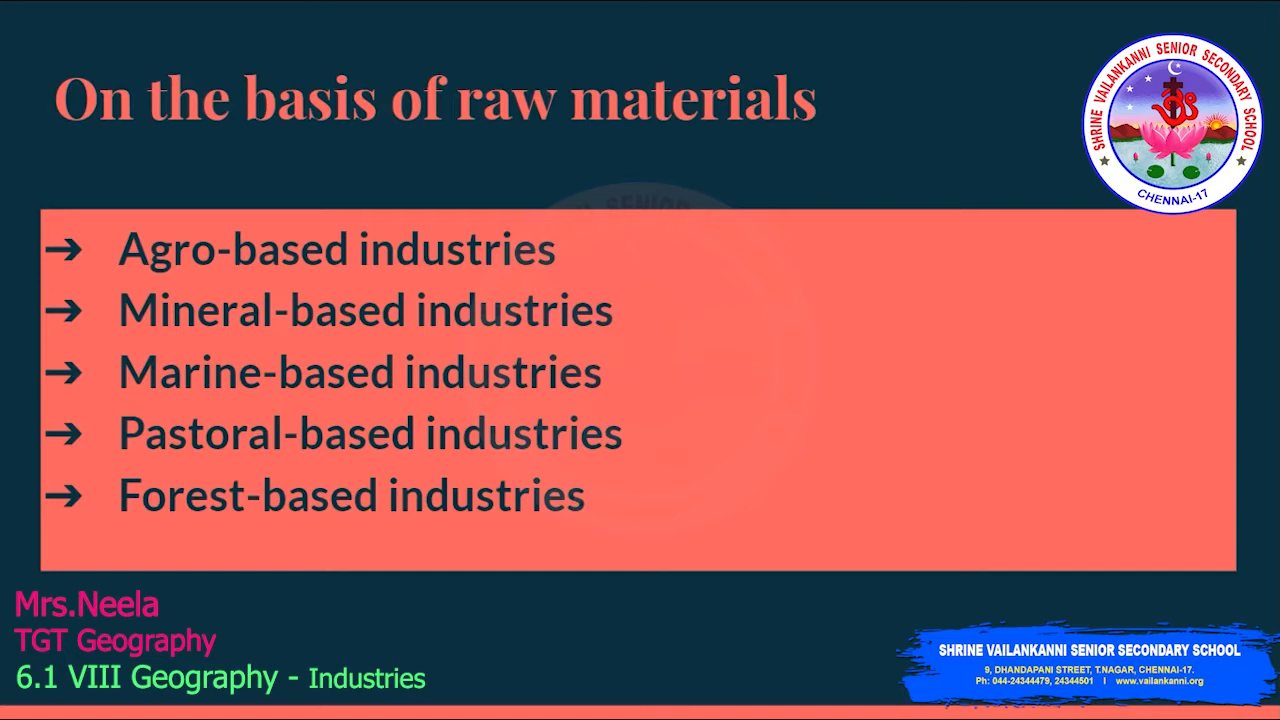 On the basis of raw materials
SHRINE VAILANKANNI SENIOR SECONDARY SCHOOL
CHENNAI-17
SENIOR
➔ Agro-based industries
➔ Mineral-based industries
➔ Marine-based industries
➔ Pastoral-based industries
➔ Forest-based industries
Mrs.Neela
TGT Geography
6.1 VIII Geography - Industries
SHRINE VAILANKANNI SENIOR SECONDARY SCHOOL
9, DHANDAPANI STREET, T.NAGAR, CHENNAI-17.
Ph: 044-24344479, 24344501 I www.vailankanni.org